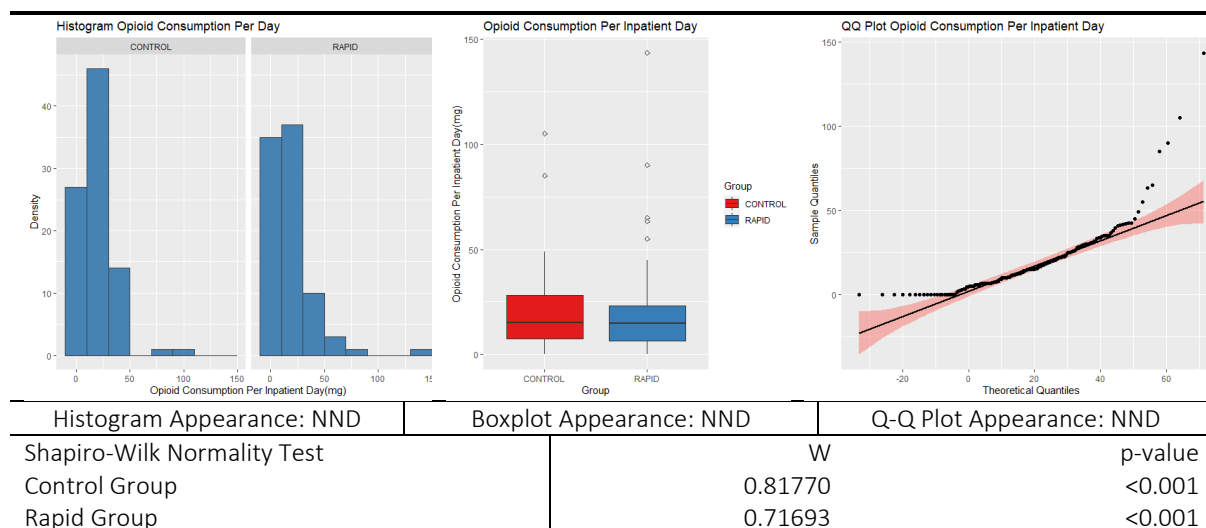 Histogram Opioid Consumption Per Day
CONTROL
RAPID
Density
40
30
20
10
0
0
50
100
150
0
50
100
15
Opioid Consumption Per Inpatient Day(mg)
Opioid Consumption Per Inpatient Day
Opioid Consumption Per Inpatient Day(mg)
150
100
50
0
CONTROL
RAPID
Group
Group
CONTROL
RAPID
QQ Plot Opioid Consumption Per Inpatient Day
Sample Quantiles
150
100
50
0
-20
0
20
40
60
Theoretical Quantiles
Histogram Appearance: NND
Boxplot Appearance: NND
Q-Q Plot Appearance: NND
Shapiro-Wilk Normality Test W p-value
Control Group 0.81770 <0.001
Rapid Group 0.71693 <0.001